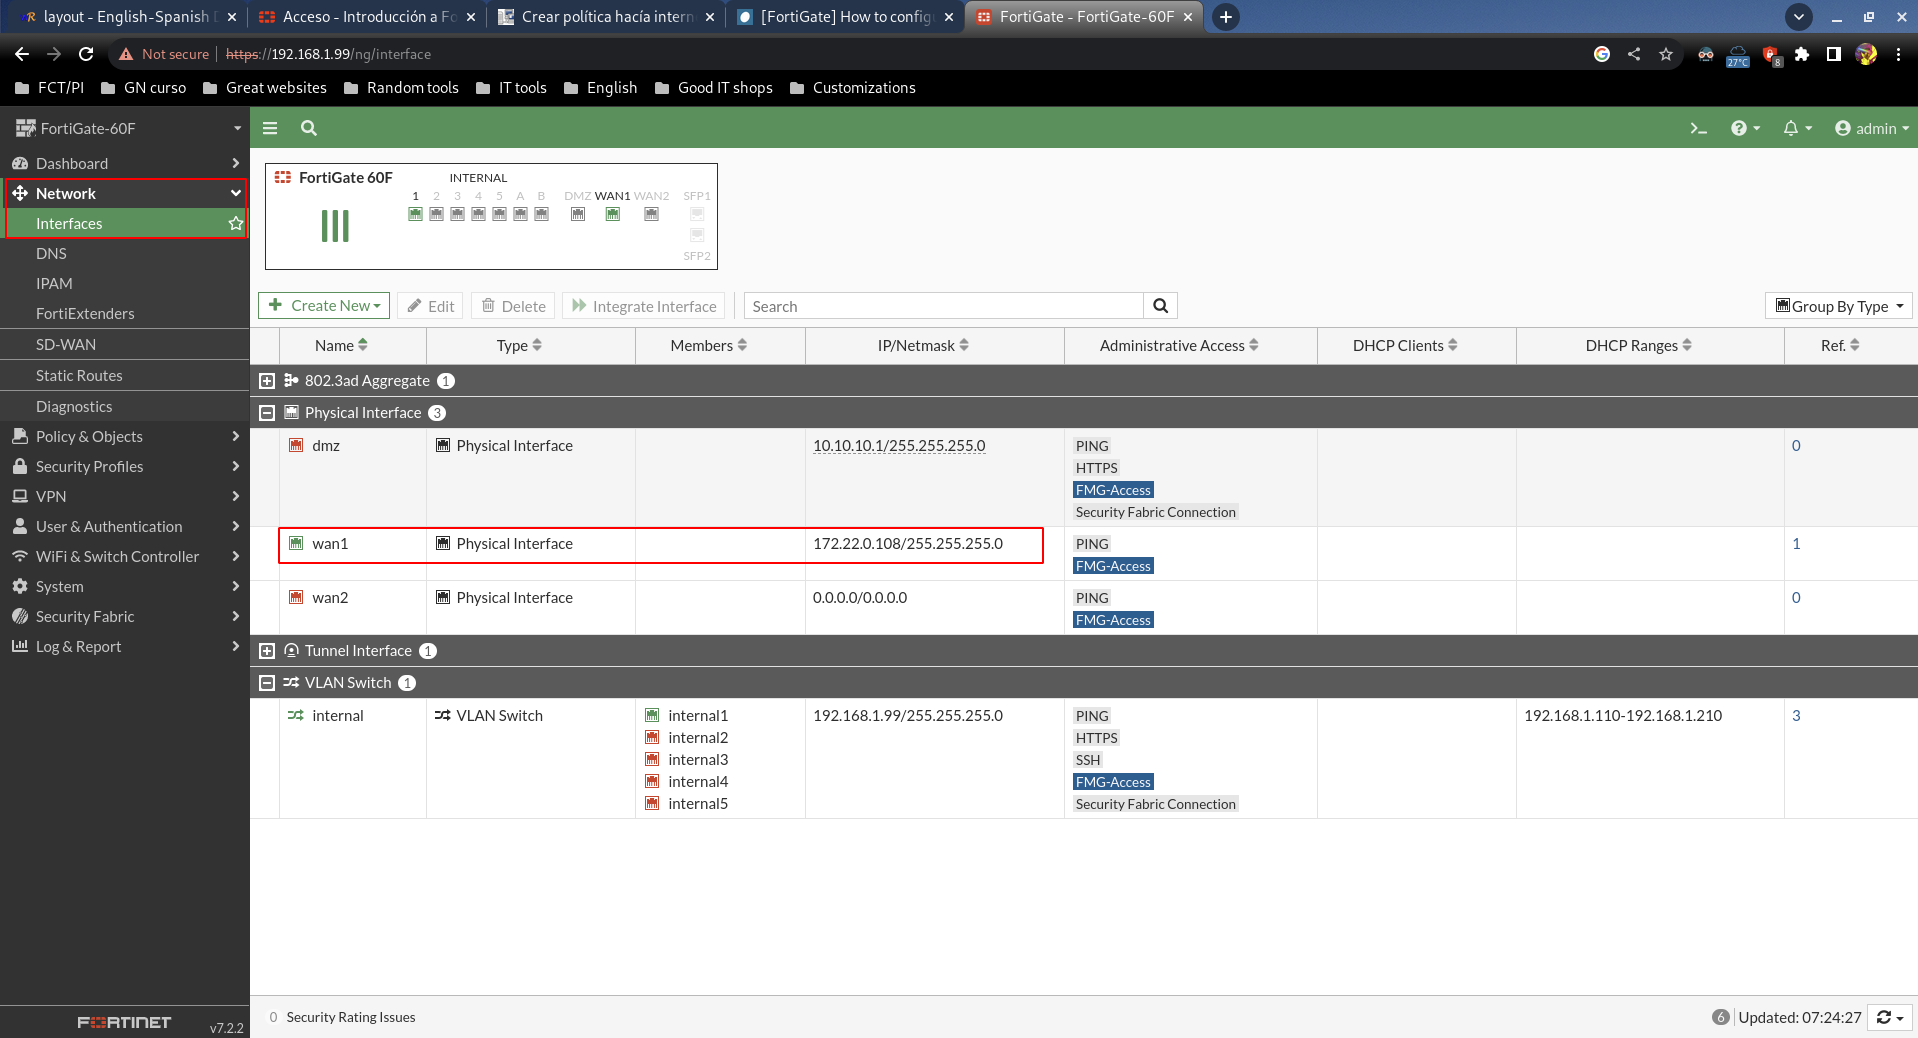 layout - English-Spanish D
Acceso - Introducción a Fo
Crear política hacía intern
[FortiGate] How to config
FortiGate - FortiGate-60F
Not secure https://192.168.1.99/ng/interface
27°C
8
FCT/PI GN curso Great websites Random tools IT tools English Good IT shops Customizations
FortiGate-60F
admin
Dashboard
Network
Interfaces
DNS
IPAM
FortiExtenders
SD-WAN
Static Routes
Diagnostics
Policy & Objects
Security Profiles
VPN
User & Authentication
WiFi & Switch Controller
System
Security Fabric
Log & Report
FORTINET v7.2.2
FortiGate 60F INTERNAL
1 2 3 4 5 A B DMZ WAN1 WAN2 SFP1
SFP2
Create New Edit Delete Integrate Interface Search Group By Type
Name Type Members IP/Netmask Administrative Access DHCP Clients DHCP Ranges Ref.
802.3ad Aggregate 1
Physical Interface 3
dmz Physical Interface 10.10.10.1/255.255.255.0 PING 0
HTTPS
FMG-Access
Security Fabric Connection
wan1 Physical Interface 172.22.0.108/255.255.255.0 PING 1
FMG-Access
wan2 Physical Interface 0.0.0.0/0.0.0.0 PING 0
FMG-Access
Tunnel Interface 1
VLAN Switch 1
internal VLAN Switch internal1 192.168.1.99/255.255.255.0 PING 192.168.1.110-192.168.1.210 3
internal2 HTTPS
internal3 SSH
internal4 FMG-Access
internal5 Security Fabric Connection
0 Security Rating Issues 6 Updated: 07:24:27